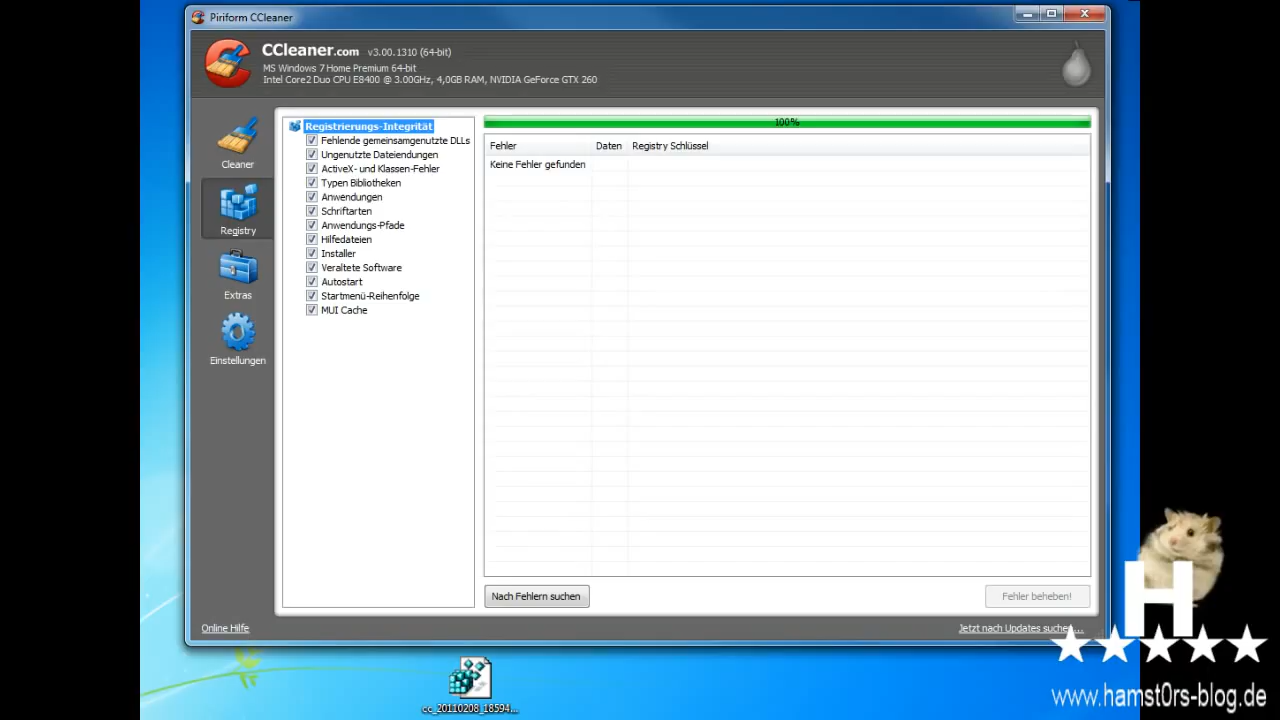 Piriform CCleaner
CCleaner.com v3.00.1310 (64-bit)
MS Windows 7 Home Premium 64-bit
Intel Core2 Duo CPU E8400 @ 3.00GHz, 4,0GB RAM, NVIDIA GeForce GTX 260
Cleaner
Registry
Extras
Einstellungen
Registrierungs-Integrität
Fehlende gemeinsamgenutzte DLLs
Ungenutzte Dateiendungen
ActiveX- und Klassen-Fehler
Typen Bibliotheken
Anwendungen
Schriftarten
Anwendungs-Pfade
Hilfedateien
Installer
Veraltete Software
Autostart
Startmenü-Reihenfolge
MUI Cache
100%
Fehler Daten Registry Schlüssel
Keine Fehler gefunden
Nach Fehlern suchen
Fehler beheben!
Online Hilfe
Jetzt nach Updates suchen...
cc_20110208_18594...
H
www.hamst0rs-blog.de